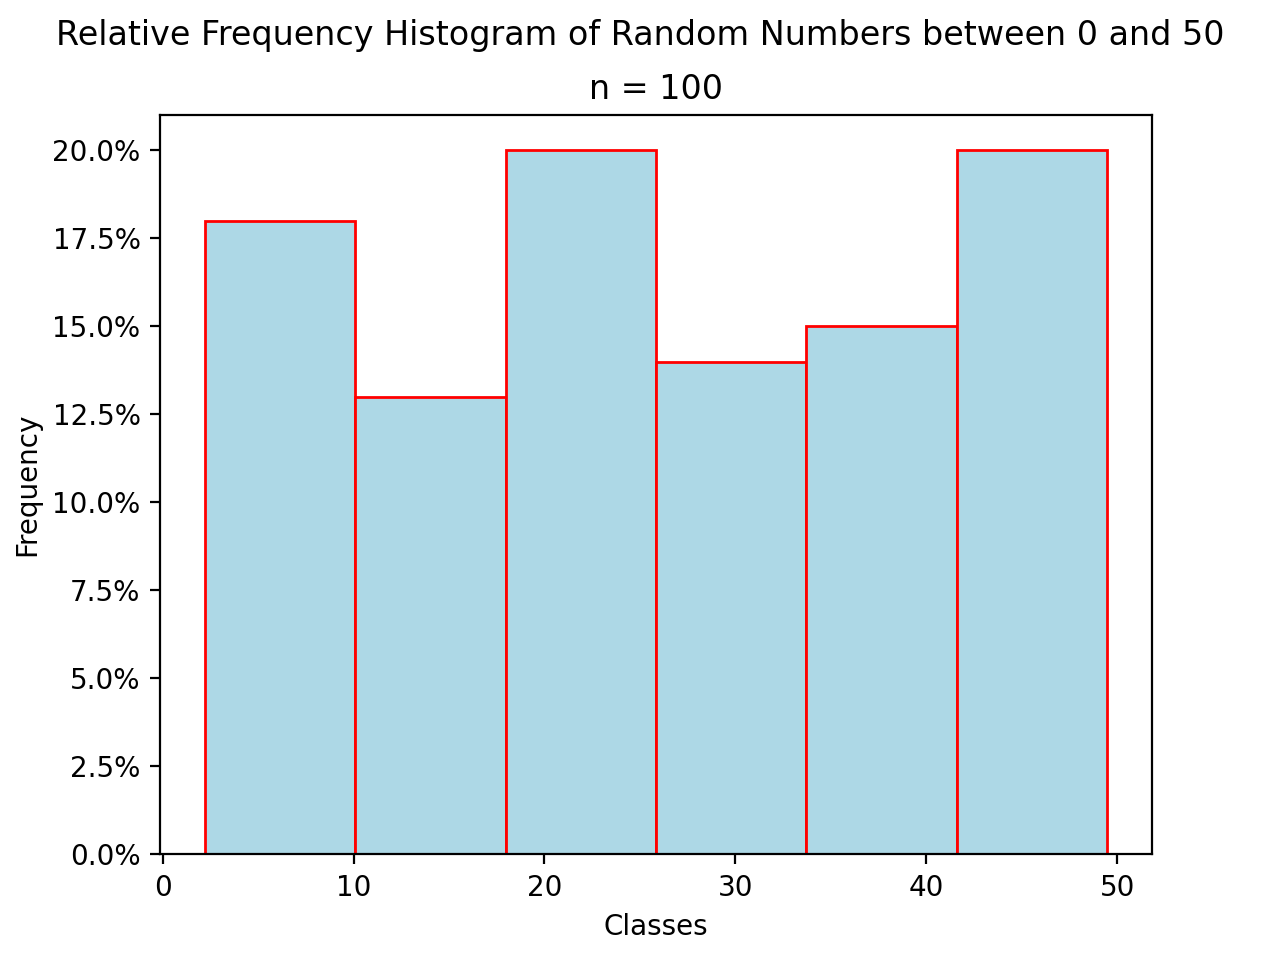 Relative Frequency Histogram of Random Numbers between 0 and 50
n = 100
20.0%
17.5%
15.0%
12.5%
10.0%
7.5%
5.0%
2.5%
0.0%
Frequency
0 10 20 30 40 50
Classes